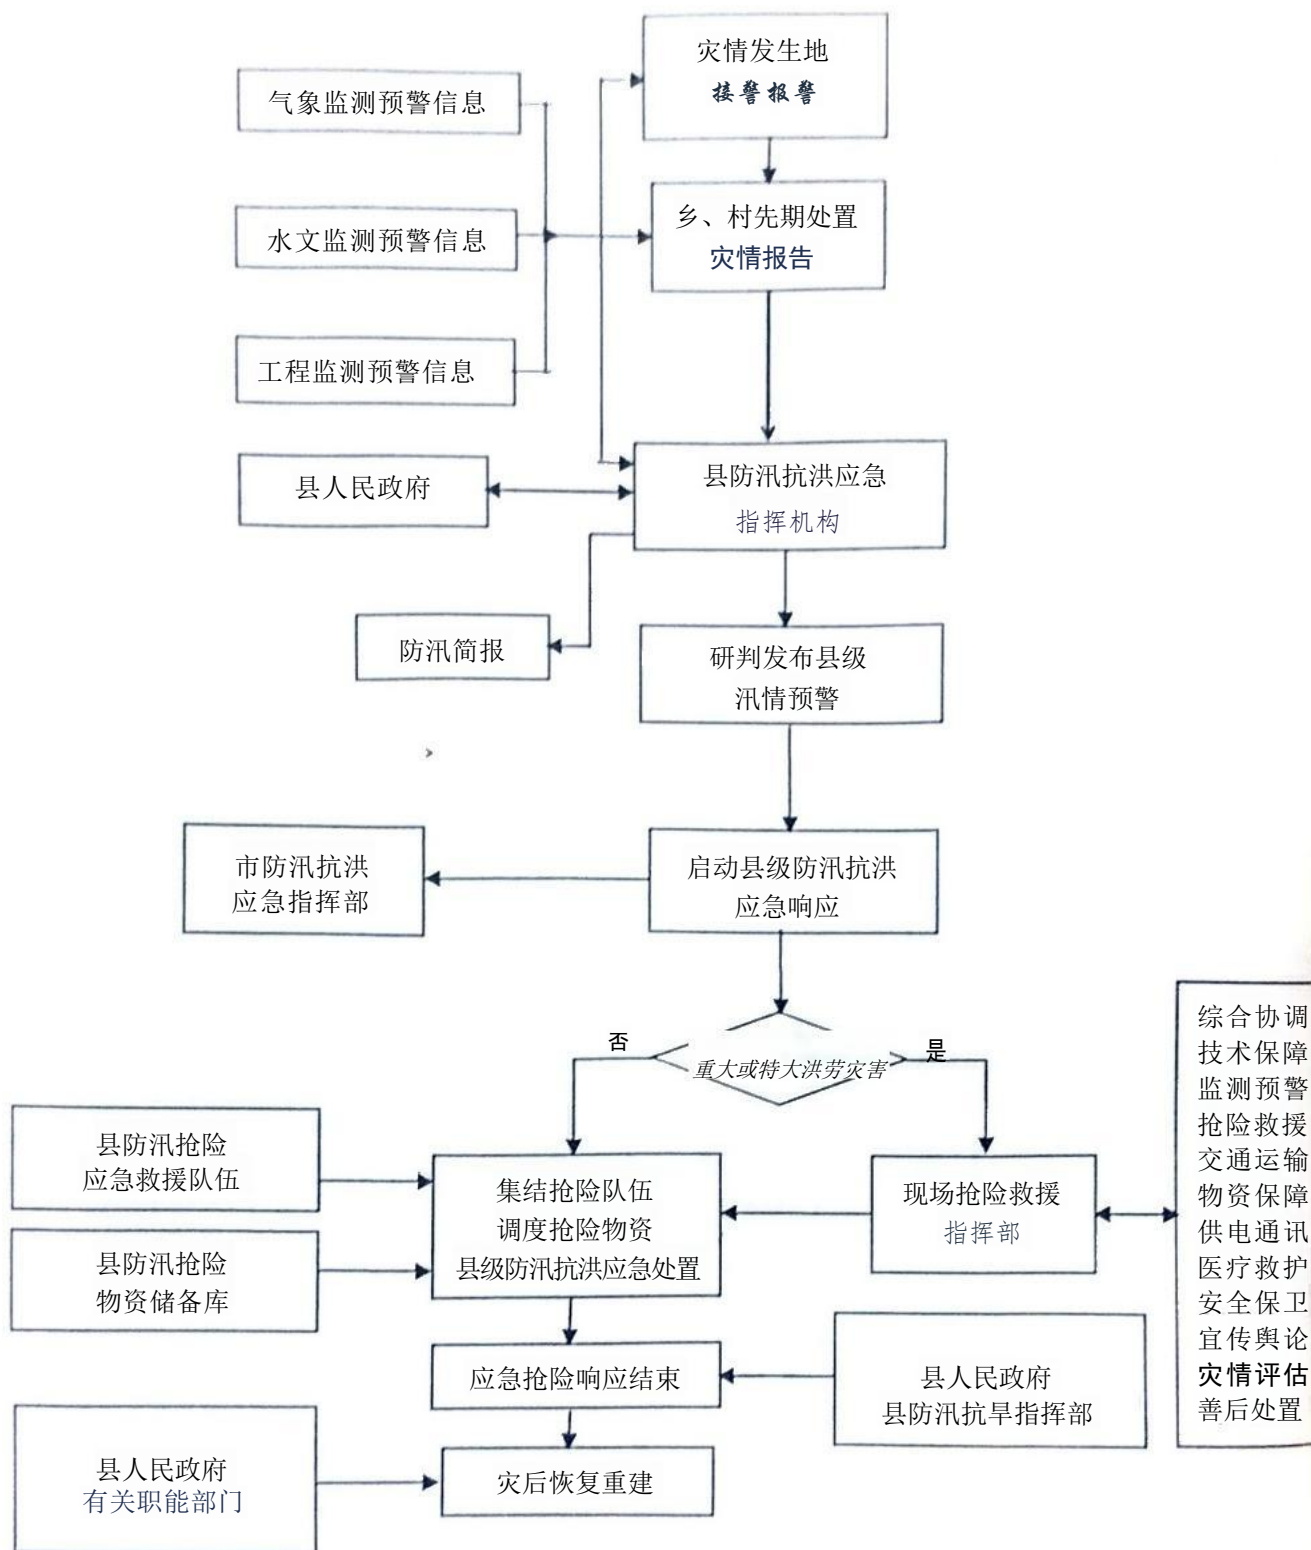 灾情发生地
接警报警
气象监测预警信息
乡、村先期处置
灾情报告
水文监测预警信息
工程监测预警信息
县人民政府
县防汛抗洪应急
指挥机构
防汛简报
研判发布县级
汛情预警
市防汛抗洪
应急指挥部
启动县级防汛抗洪
应急响应
否
重大或特大洪劳灾害
是
综合协调
技术保障
监测预警
抢险救援
交通运输
物资保障
供电通讯
医疗救护
安全保卫
宜传舆论
灾情评估
善后处置
县防汛抢险
应急救援队伍
集结抢险队伍
调度抢险物资
县级防汛抗洪应急处置
现场抢险救援
指挥部
县防汛抢险
物资储备库
应急抢险响应结束
县人民政府
县防汛抗旱指挥部
县人民政府
有关职能部门
灾后恢复重建